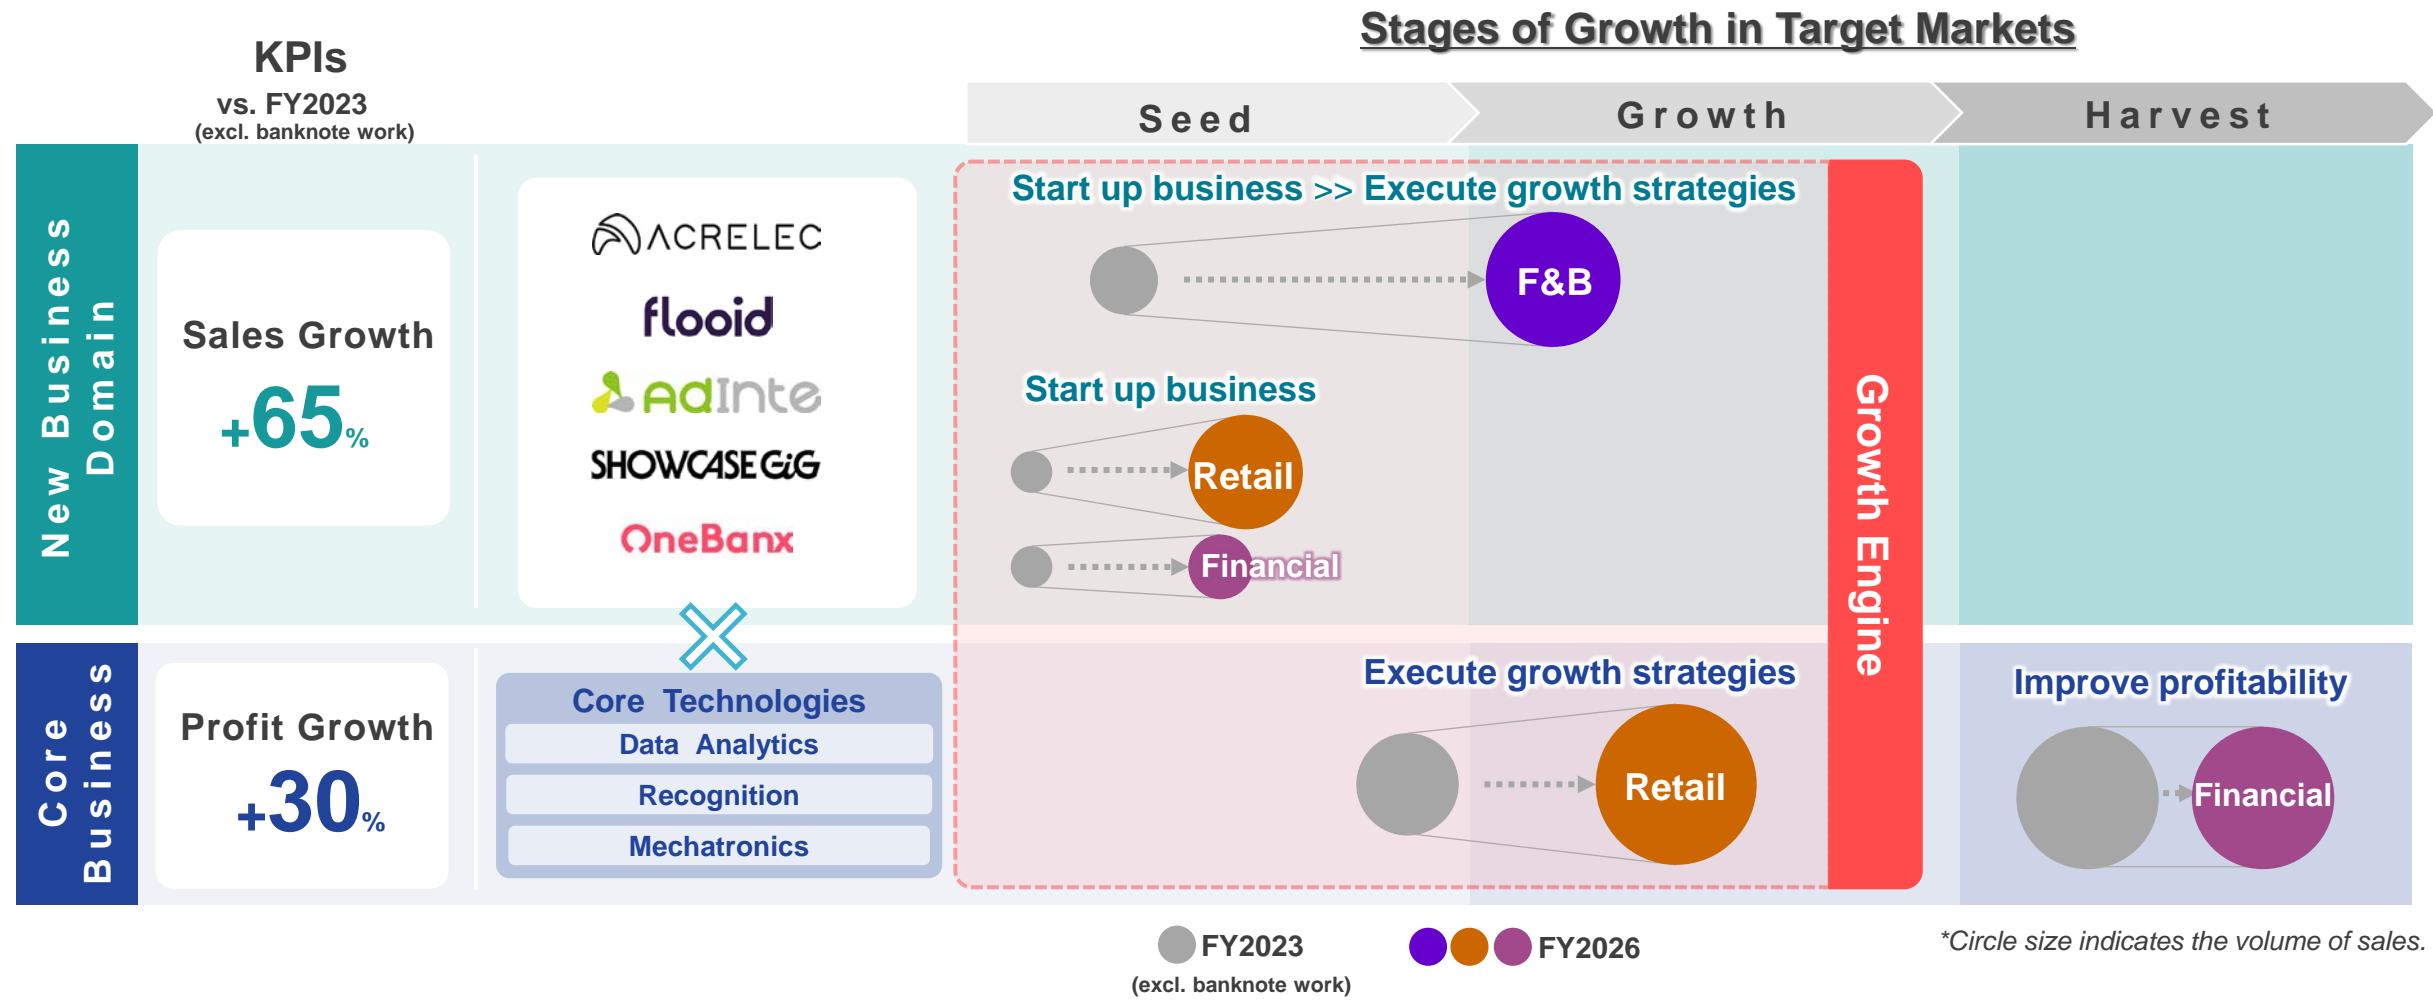 Stages of Growth in Target Markets
KPIs
vs. FY2023
(excl. banknote work)
Seed
Growth
Harvest
New Business
Domain
Sales Growth
+65%
ACRELEC
flooid
AdInte
SHOWCASE GiG
OneBanx
Start up business >> Execute growth strategies
F&B
Start up business
Retail
Financial
Growth Engine
Core
Business
Profit Growth
+30%
Core Technologies
Data Analytics
Recognition
Mechatronics
Execute growth strategies
Retail
Improve profitability
Financial
FY2023
(excl. banknote work)
FY2026
*Circle size indicates the volume of sales.